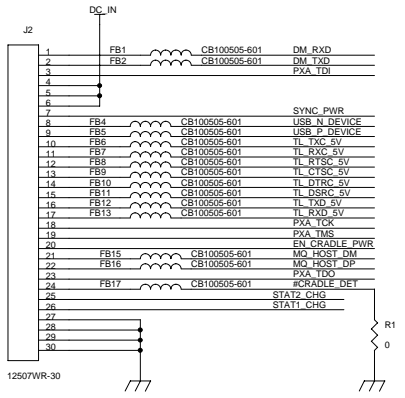 DC_IN
J2
1 FB1 CB100505-601 DM_RXD
2 FB2 CB100505-601 DM_TXD
3 PXA_TDI
4
5
6
7 SYNC_PWR
8 FB4 CB100505-601 USB_N_DEVICE
9 FB5 CB100505-601 USB_P_DEVICE
10 FB6 CB100505-601 TL_TXC_5V
11 FB7 CB100505-601 TL_RXC_5V
12 FB8 CB100505-601 TL_RTSC_5V
13 FB9 CB100505-601 TL_CTSC_5V
14 FB10 CB100505-601 TL_DTRC_5V
15 FB11 CB100505-601 TL_DSRC_5V
16 FB12 CB100505-601 TL_TXD_5V
17 FB13 CB100505-601 TL_RXD_5V
18 PXA_TCK
19 PXA_TMS
20 EN_CRADLE_PWR
21 FB15 CB100505-601 MQ_HOST_DM
22 FB16 CB100505-601 MQ_HOST_DP
23 PXA_TDO
24 FB17 CB100505-601 #CRADLE_DET
25 STAT2_CHG
26 STAT1_CHG
27
28
29
30
R1
0
12507WR-30